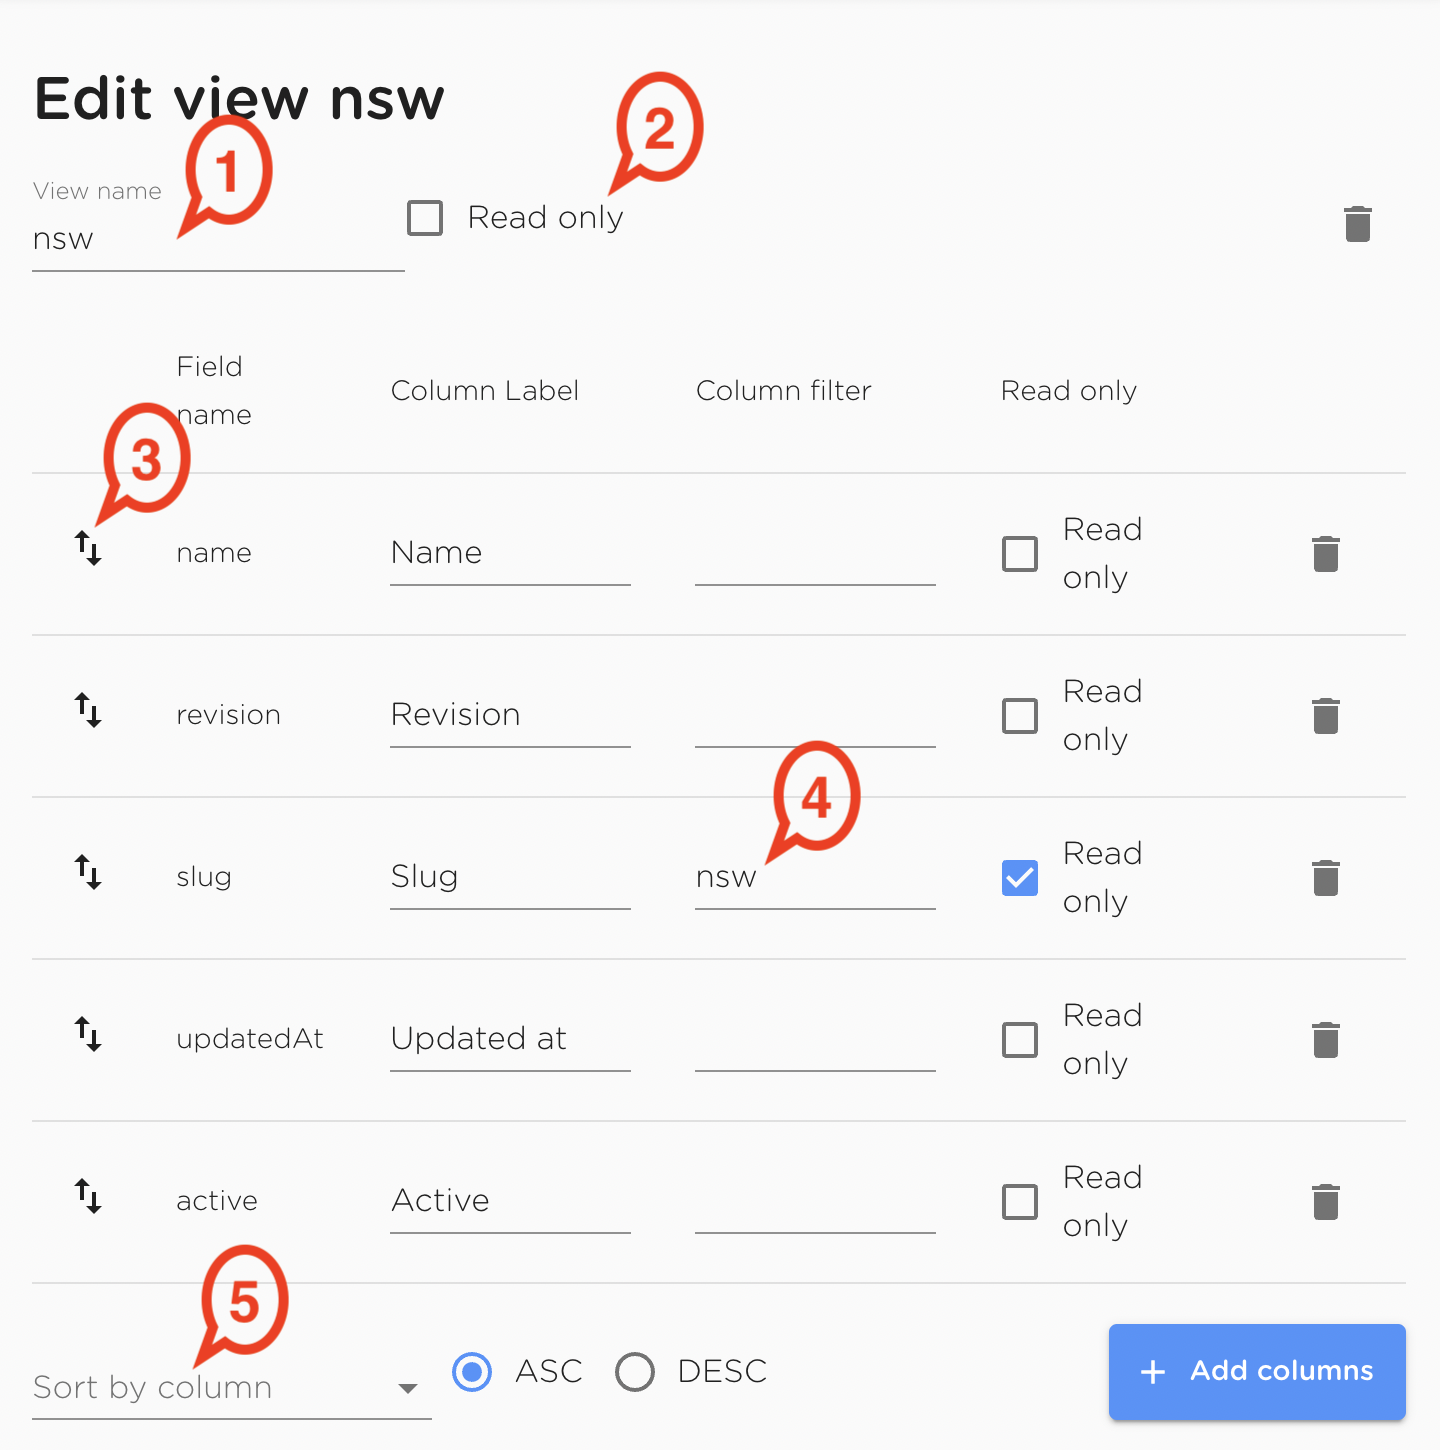 Edit view nsw
1
2
View name
nsw
Read only
Field
name
Column Label
Column filter
Read only
3
name
Name
Read
only
revision
Revision
Read
only
4
slug
Slug
nsw
Read
only
updatedAt
Updated at
Read
only
active
Active
Read
only
5
Sort by column
ASC
DESC
+ Add columns